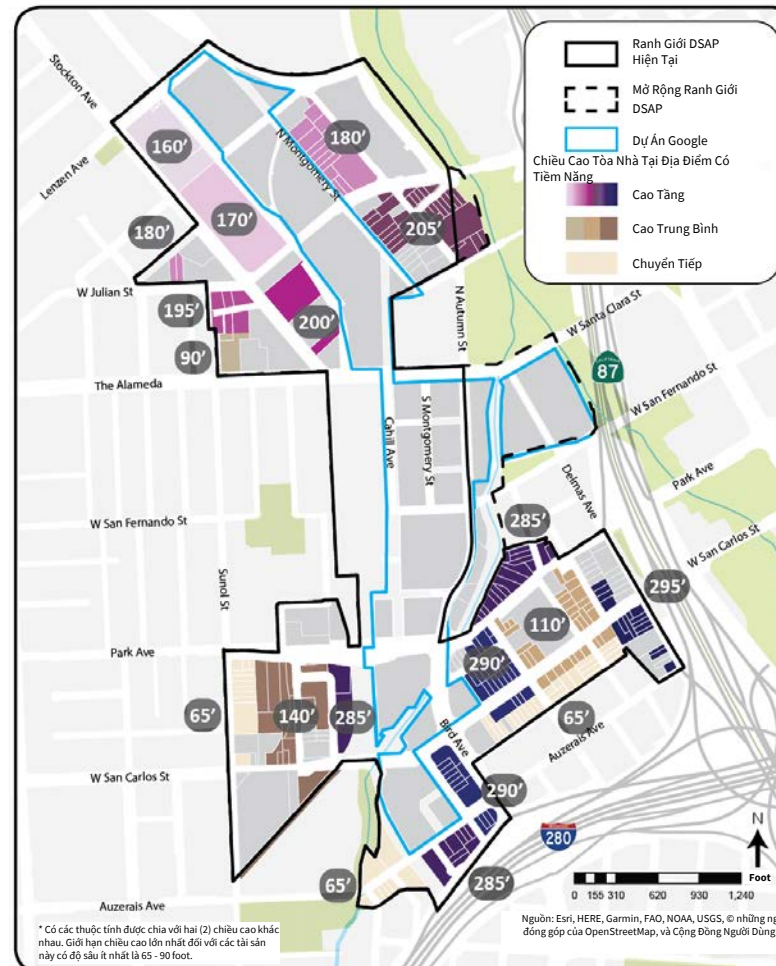 Ranh Giới DSAP
Hiện Tại
Mở Rộng Ranh Giới
DSAP
Dự Án Google
Chiều Cao Tòa Nhà Tại Địa Điểm Có
Tiềm Năng
Cao Tầng
Cao Trung Bình
Chuyển Tiếp
Stockton Ave
Lenzen Ave
N Montgomery St
160'
180'
170'
205'
180'
W Julian St
195'
200'
90'
N Autumn St
W Santa Clara St
CALIFORNIA
87
The Alameda
W San Fernando St
Cahill Ave
S Montgomery St
Park Ave
Delmas Ave
W San Fernando St
285'
W San Carlos St
Sunol St
295'
110'
Park Ave
290'
65'
140'
285'
65'
Bird Ave
Auzerais Ave
W San Carlos St
290'
INTERSTATE
280
N
65'
285'
Foot
0 155 310 620 930 1,240
Auzerais Ave
* Có các thuộc tính được chia với hai (2) chiều cao khác
nhau. Giới hạn chiều cao lớn nhất đối với các tài sản
này có độ sâu ít nhất là 65 - 90 foot.
Nguồn: Esri, HERE, Garmin, FAO, NOAA, USGS, © những
đóng góp của OpenStreetMap, và Cộng Đồng Người Dùng